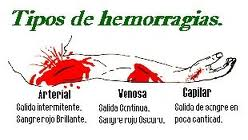 Tipos de hemorragias.
Arterial Venosa Capilar
Salida intermitente. Salida Continua. Salida de sangre en
Sangre rojo Brillante. Sangre rojo Oscuro. poca cantidad.